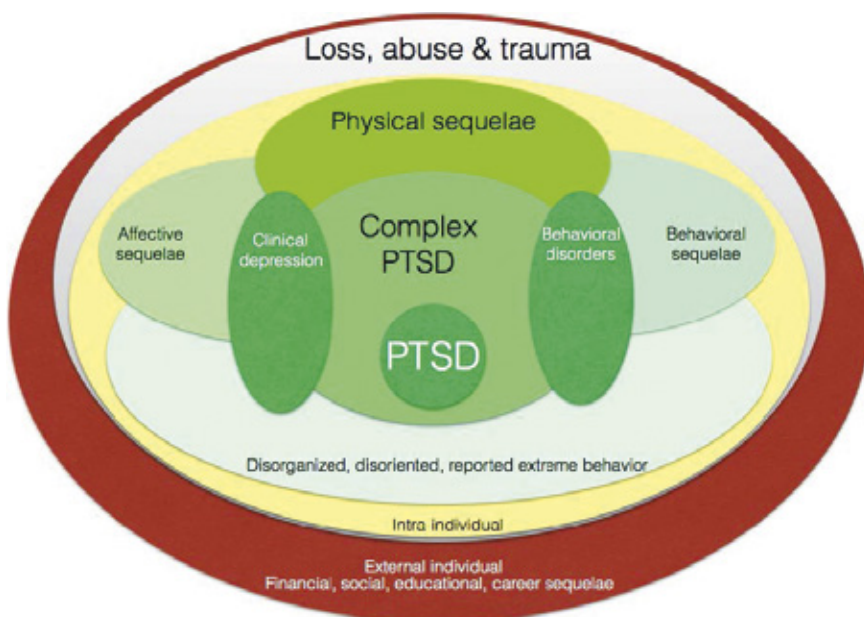 Loss, abuse & trauma
Physical sequelae
Affective
sequelae
Clinical
depression
Complex
PTSD
Behavioral
disorders
Behavioral
sequelae
PTSD
Disorganized, disoriented, reported extreme behavior
Intra individual
External individual
Financial, social, educational, career sequelae